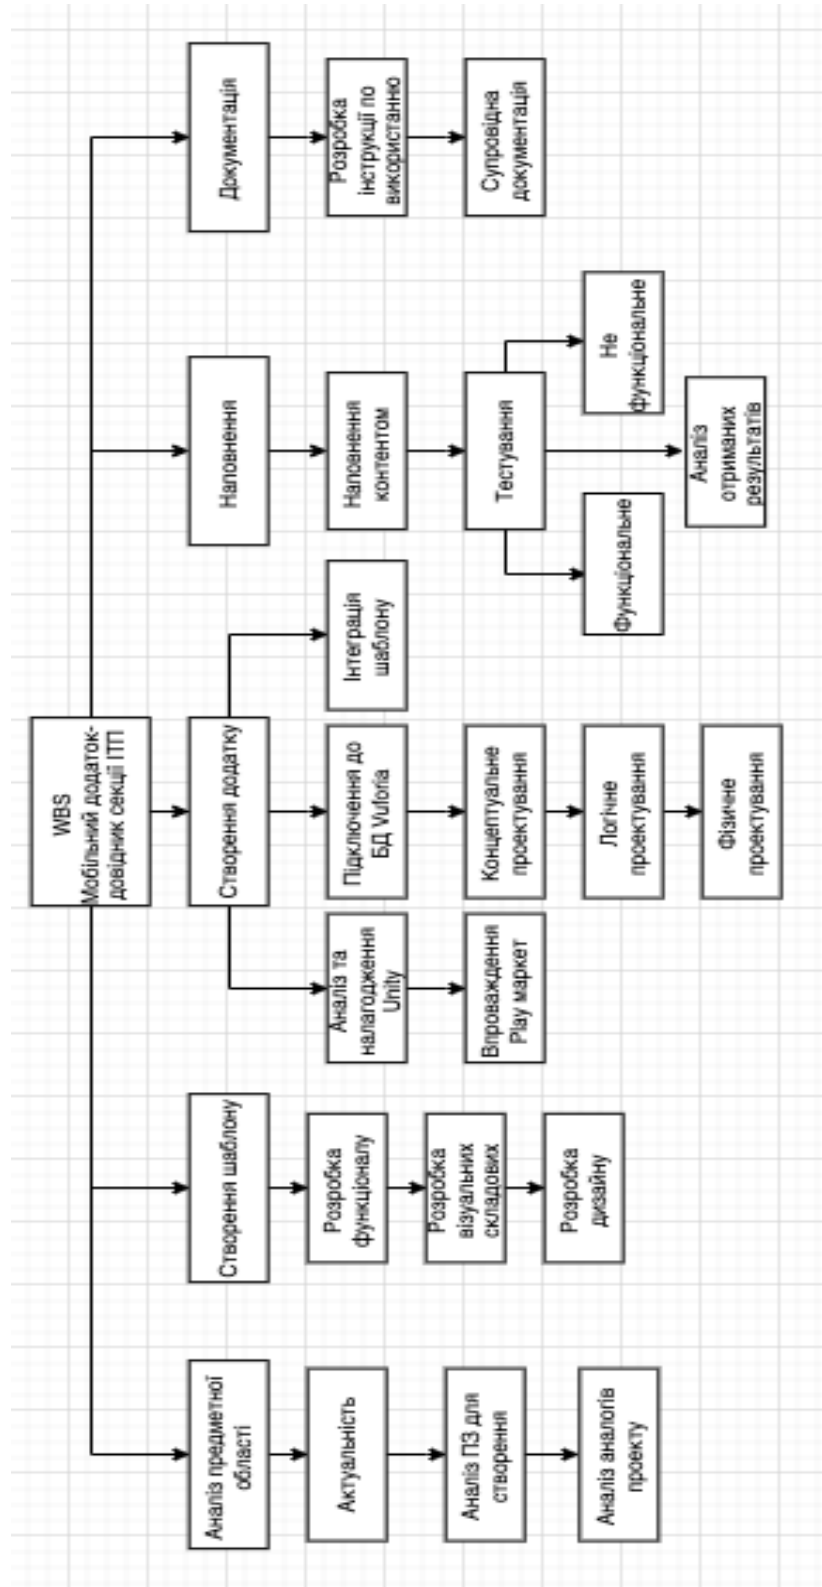 WBS
Мобільний додаток-
довідник секції ІТП
Аналіз предметної
області
Актуальність
Аналіз ПЗ для
створення
Аналіз аналогів
проекту
Створення шаблону
Розробка
функціоналу
Розробка
візуальних
складових
Розробка
дизайну
Створення додатку
Аналіз та
налагодження
Unity
Впроваждення
Play маркет
Підключення до
БД Vuforia
Концептуальне
проектування
Логічне
проектування
Фізичне
проектування
Інтеграція
шаблону
Наповнення
Наповнення
контентом
Тестування
Функціональне
Не
функціональне
Аналіз
отриманих
результатів
Документація
Розробка
інструкції по
використанню
Супровідна
документація